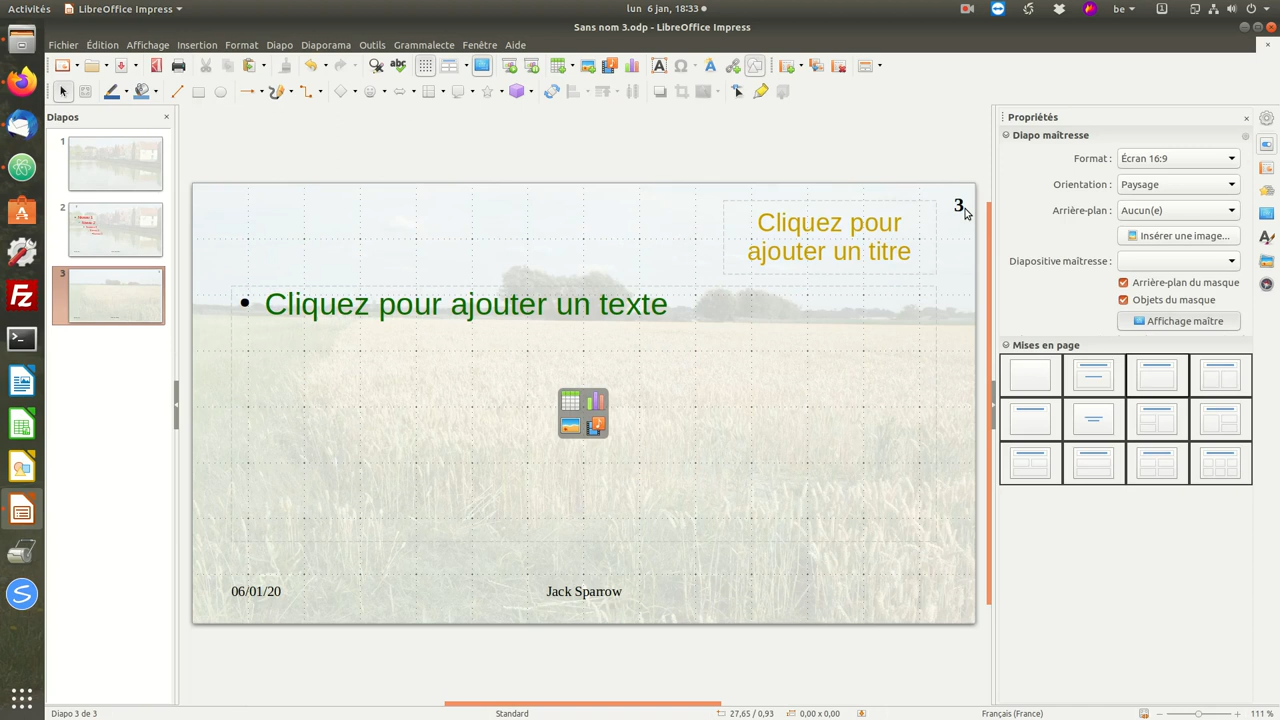 Activités
LibreOffice Impress
lun 6 jan, 18:33
be
Sans nom 3.odp - LibreOffice Impress
Fichier Édition Affichage Insertion Format Diapo Diaporama Outils Grammalecte Fenêtre Aide
Diapos
1
2
3
3
Cliquez pour
ajouter un titre
Cliquez pour ajouter un texte
06/01/20
Jack Sparrow
Propriétés
Diapo maîtresse
Format : Écran 16:9
Orientation : Paysage
Arrière-plan : Aucun(e)
Insérer une image...
Diapositive maîtresse :
Arrière-plan du masque
Objets du masque
Affichage maître
Mises en page
Diapo 3 de 3
Standard
27,65 / 0,93
0,00 x 0,00
Français (France)
111 %